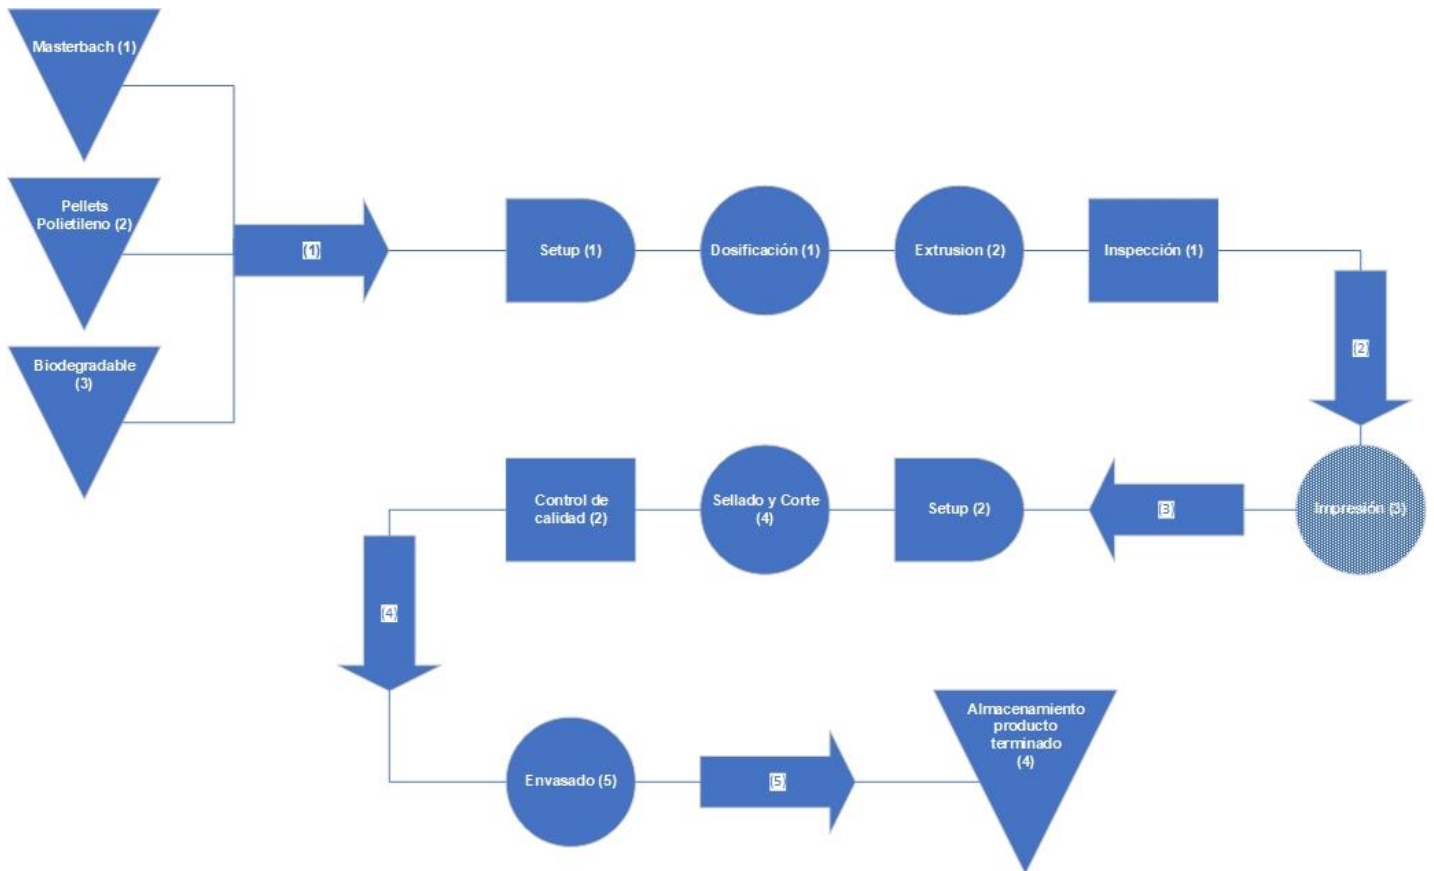 Masterbach (1)
Pellets
Polietileno (2)
Biodegradable
(3)
(1)
Setup (1)
Dosificación (1)
Extrusion (2)
Inspección (1)
(2)
Impresión (3)
(3)
Setup (2)
Sellado y Corte
(4)
Control de
calidad (2)
(4)
Envasado (5)
(5)
Almacenamiento
producto
terminado
(4)